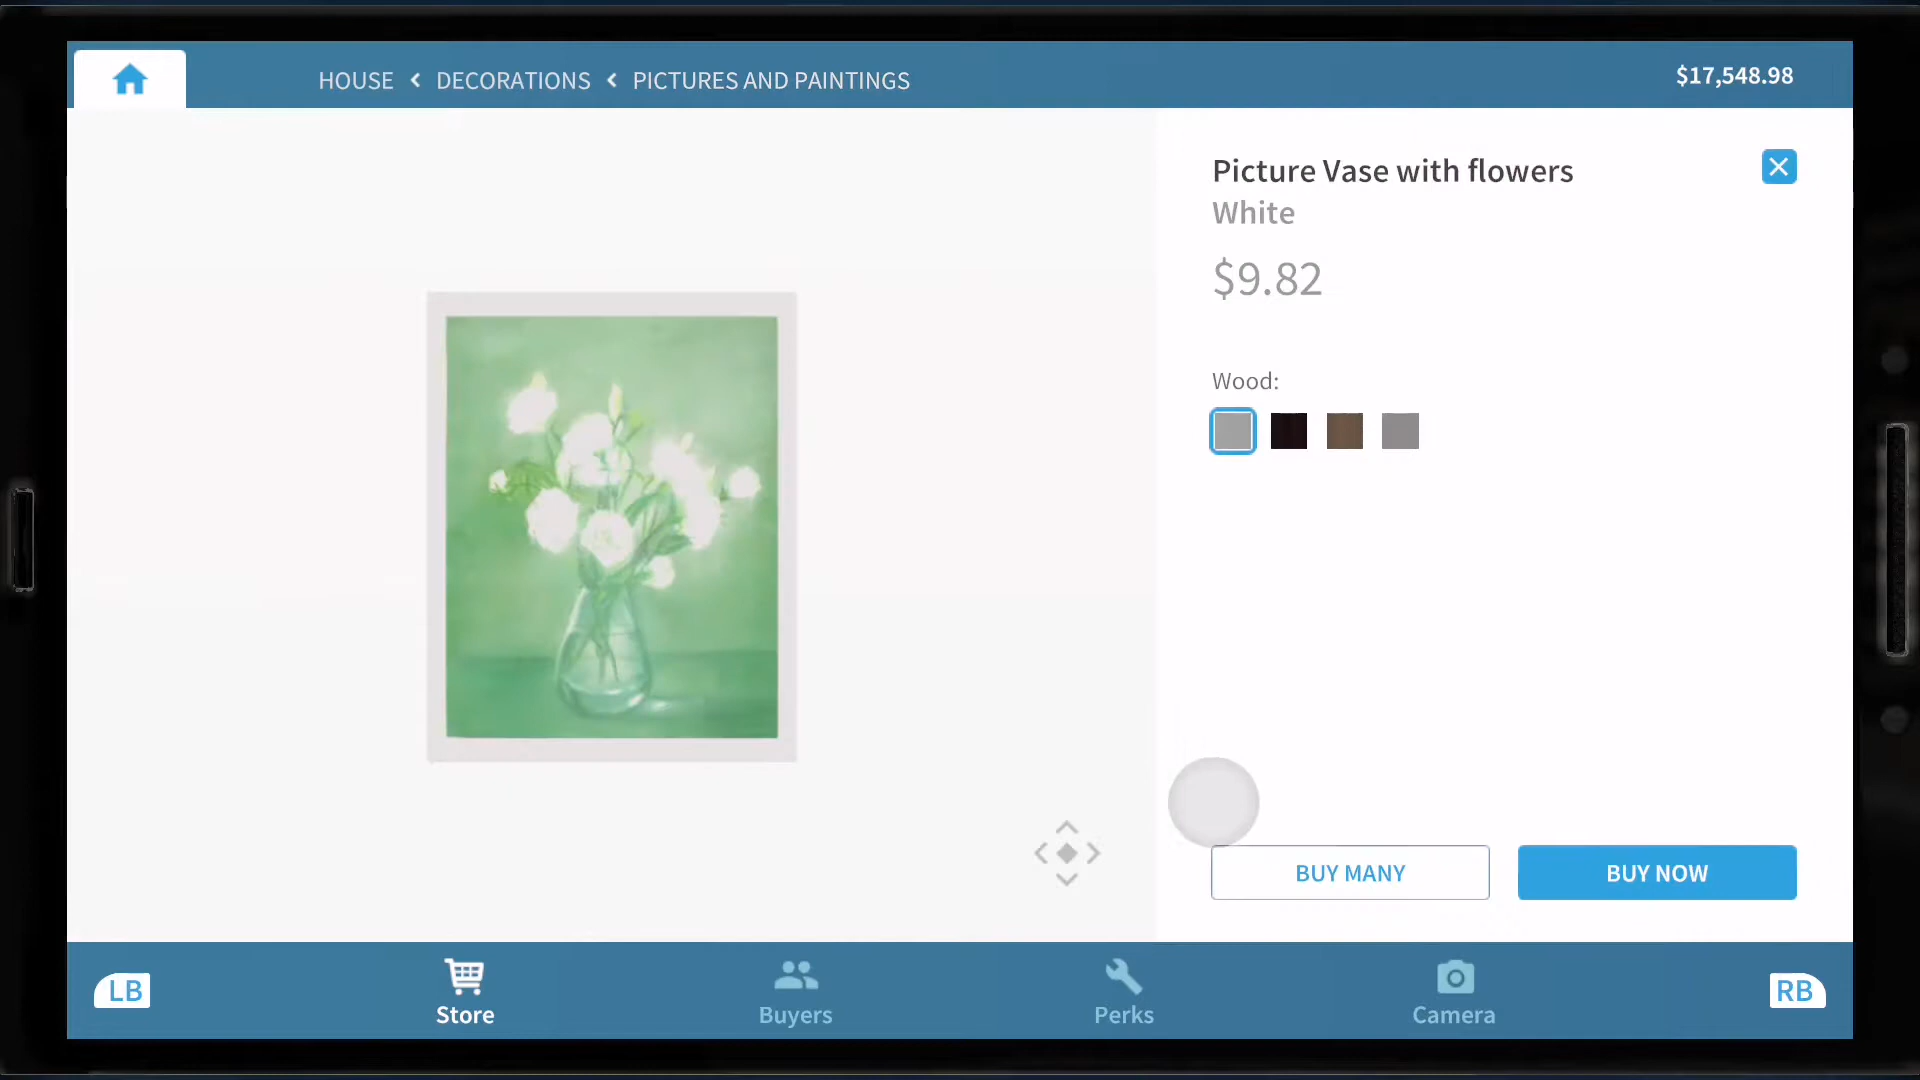 HOUSE < DECORATIONS < PICTURES AND PAINTINGS
$17,548.98
Picture Vase with flowers
White
$9.82
Wood:
BUY MANY
BUY NOW
LB
Store
Buyers
Perks
Camera
RB